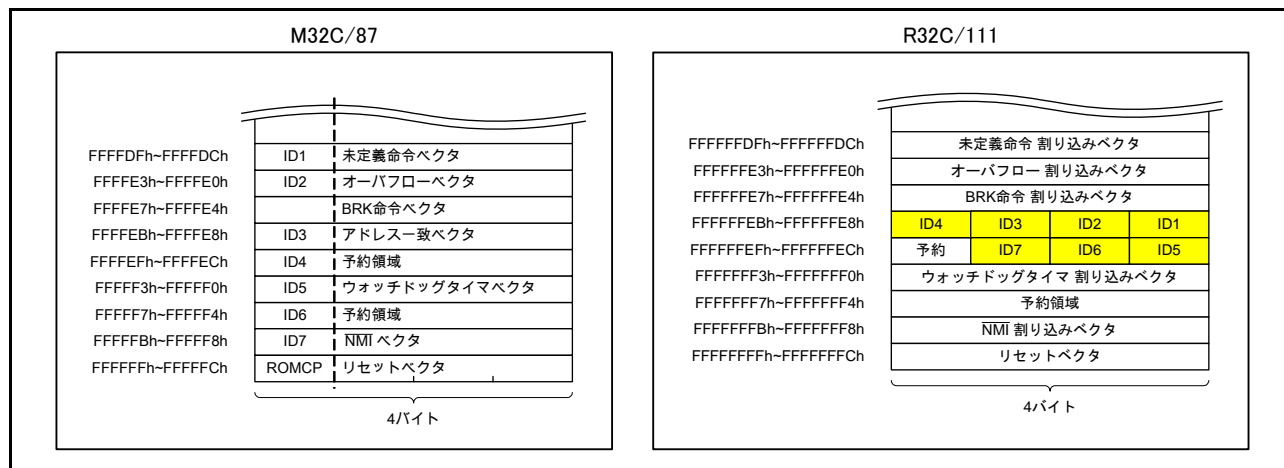 M32C/87
FFFFDFh~FFFFDCh ID1 未定義命令ベクタ
FFFFE3h~FFFFE0h ID2 オーバフローベクタ
FFFFE7h~FFFFE4h BRK命令ベクタ
FFFFEBh~FFFFE8h ID3 アドレス一致ベクタ
FFFFEFh~FFFFECh ID4 予約領域
FFFFF3h~FFFFF0h ID5 ウォッチドッグタイマベクタ
FFFFF7h~FFFFF4h ID6 予約領域
FFFFFBh~FFFFF8h ID7 NMI ベクタ
FFFFFFh~FFFFFCh ROMCP リセットベクタ
4バイト
R32C/111
FFFFFFDFh~FFFFFFDCh 未定義命令 割り込みベクタ
FFFFFFE3h~FFFFFFE0h オーバフロー 割り込みベクタ
FFFFFFE7h~FFFFFFE4h BRK命令 割り込みベクタ
FFFFFFEBh~FFFFFFE8h ID4 ID3 ID2 ID1
FFFFFFEFh~FFFFFFECh 予約 ID7 ID6 ID5
FFFFFFF3h~FFFFFFF0h ウォッチドッグタイマ 割り込みベクタ
FFFFFFF7h~FFFFFFF4h 予約領域
FFFFFFFBh~FFFFFFF8h NMI 割り込みベクタ
FFFFFFFFh~FFFFFFFCh リセットベクタ
4バイト